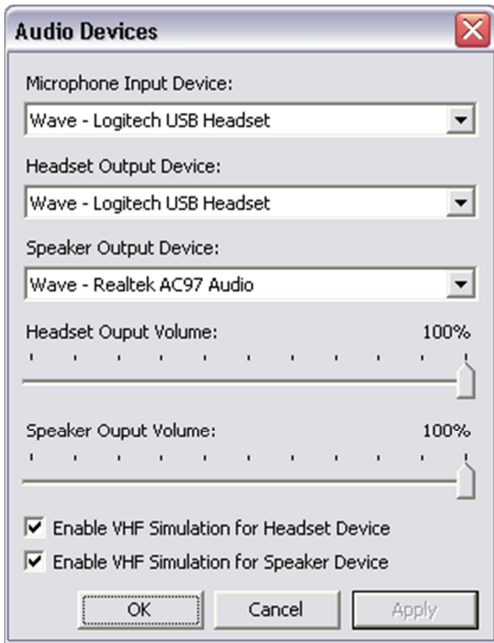 Audio Devices
Microphone Input Device:
Wave - Logitech USB Headset
Headset Output Device:
Wave - Logitech USB Headset
Speaker Output Device:
Wave - Realtek AC97 Audio
Headset Ouput Volume: 100%
Speaker Ouput Volume: 100%
Enable VHF Simulation for Headset Device
Enable VHF Simulation for Speaker Device
OK Cancel Apply